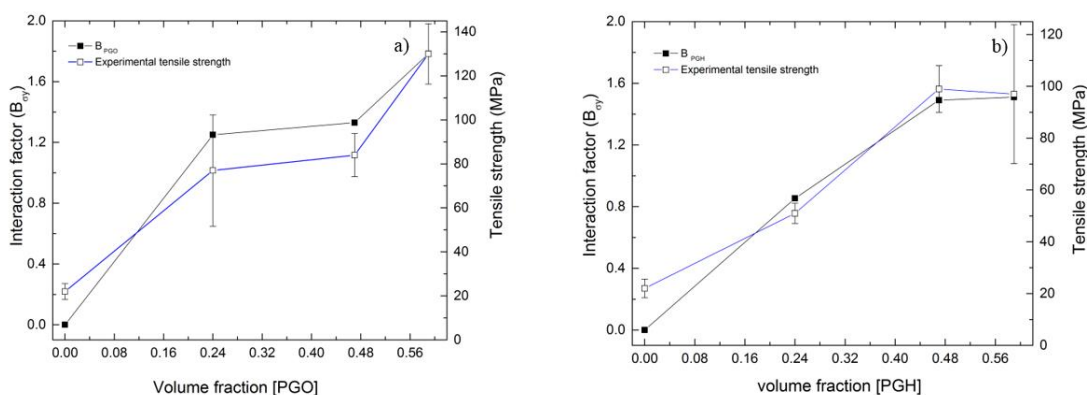 a)
B PGO
Experimental tensile strength
Interaction factor (Bσy)
2.0
1.6
1.2
0.8
0.4
0.0
140
120
100
80
60
40
20
0
Tensile strength (MPa)
0.00 0.08 0.16 0.24 0.32 0.40 0.48 0.56
Volume fraction [PGO]
b)
B PGH
Experimental tensile strength
Interaction factor (Bσy)
2.0
1.6
1.2
0.8
0.4
0.0
120
100
80
60
40
20
0
Tensile strength (MPa)
0.00 0.08 0.16 0.24 0.32 0.40 0.48 0.56
volume fraction [PGH]